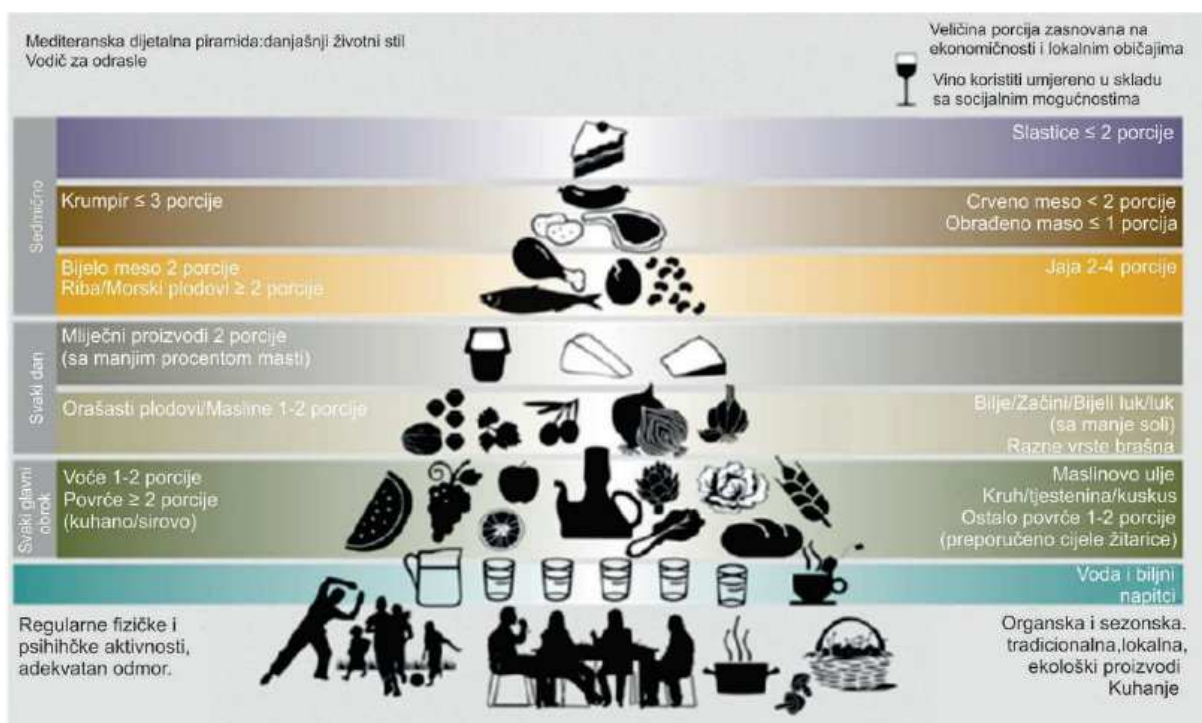 Mediteranska dijetalna piramida:danjašnji životni stil
Vodič za odrasle
Veličina porcija zasnovana na
ekonomičnosti i lokalnim običajima
Vino koristiti umjereno u skladu
sa socijalnim mogućnostima
Sedmično
Slastice ≤ 2 porcije
Krumpir ≤ 3 porcije
Crveno meso < 2 porcije
Obrađeno maso ≤ 1 porcija
Bijelo meso 2 porcije
Riba/Morski plodovi ≥ 2 porcije
Jaja 2-4 porcije
Svaki dan
Mliječni proizvodi 2 porcije
(sa manjim procentom masti)
Orašasti plodovi/Masline 1-2 porcije
Bilje/Začini/Bijeli luk/luk
(sa manje soli)
Razne vrste brašna
Svaki glavni
obrok
Voće 1-2 porcije
Povrće ≥ 2 porcije
(kuhano/sirovo)
Maslinovo ulje
Kruh/tjestenina/kuskus
Ostalo povrće 1-2 porcije
(preporučeno cijele žitarice)
Voda i biljni
napitci
Regularne fizičke i
psihihčke aktivnosti,
adekvatan odmor.
Organska i sezonska.
tradicionalna,lokalna,
ekološki proizvodi
Kuhanje